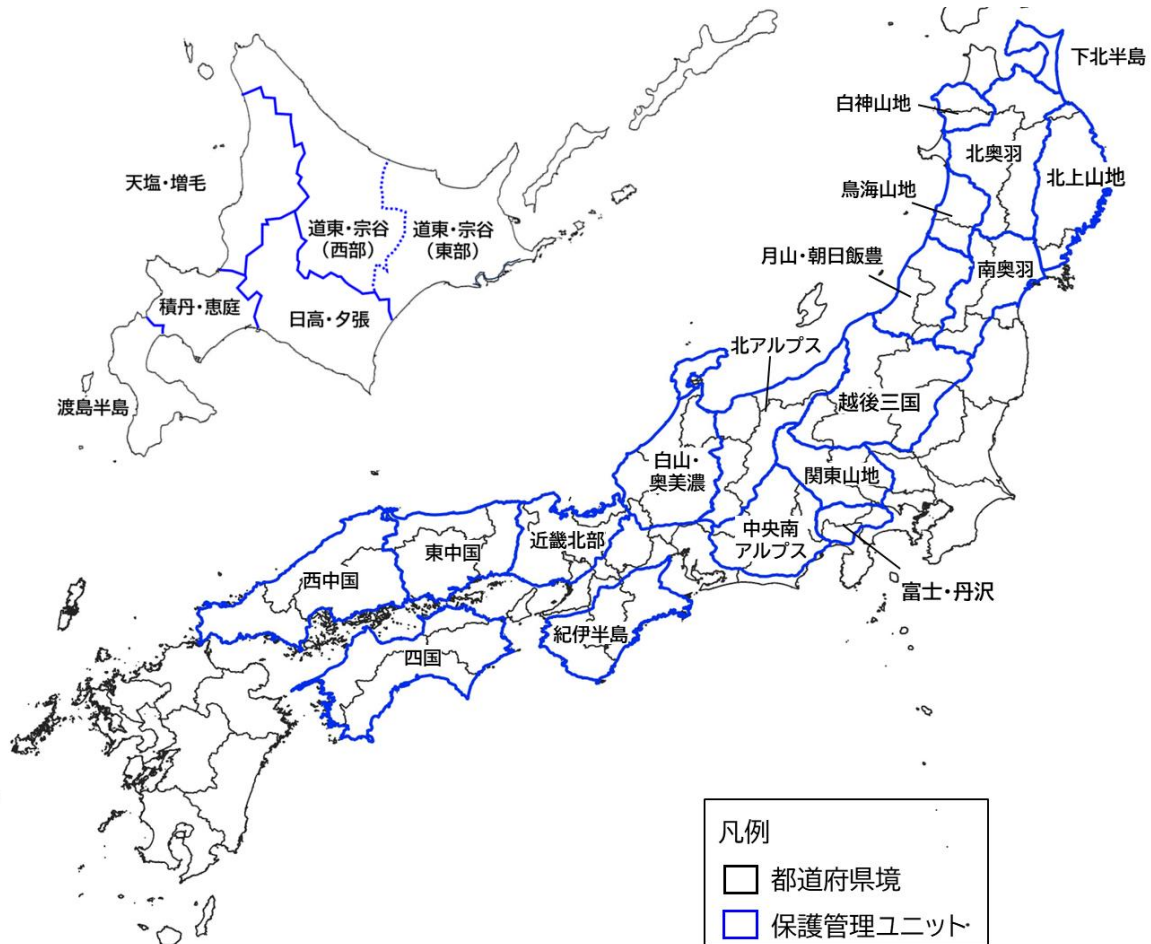 下北半島
白神山地
北奥羽
天塩・増毛
北上山地
鳥海山地
道東・宗谷
（西部）
道東・宗谷
（東部）
月山・朝日飯豊
南奥羽
積丹・恵庭
日高・夕張
北アルプス
渡島半島
越後三国
白山・
奥美濃
関東山地
中央南
アルプス
近畿北部
東中国
西中国
富士・丹沢
紀伊半島
四国
凡例
都道府県境
保護管理ユニット